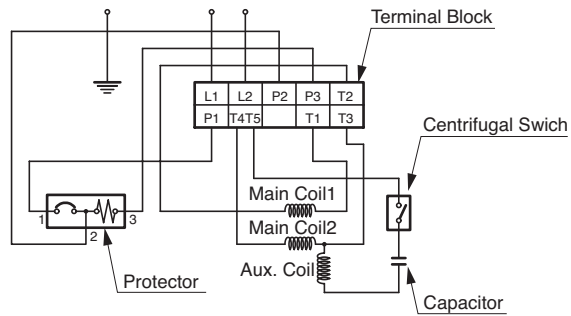 Terminal Block
L1 L2 P2 P3 T2
P1 T4T5 T1 T3
Centrifugal Swich
Main Coil1
1 3
Main Coil2
2
Aux. Coil
Protector
Capacitor